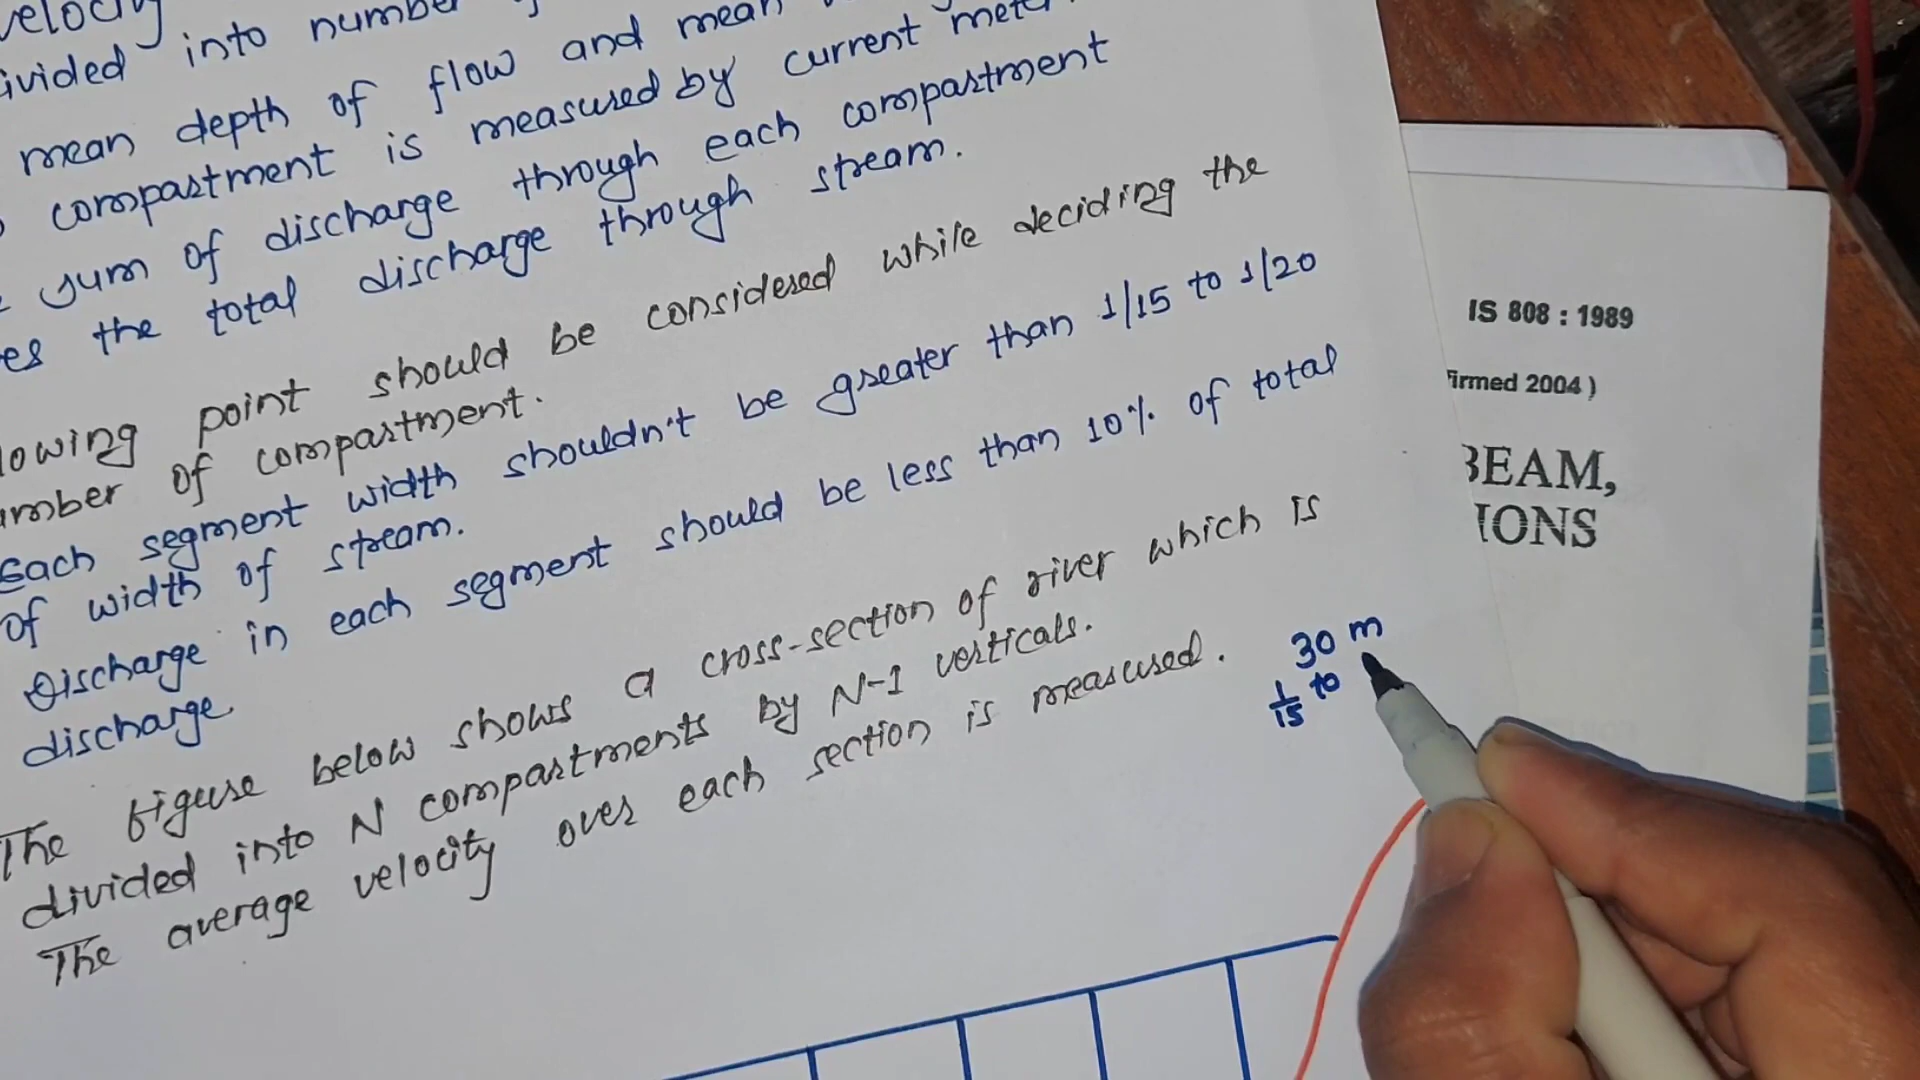 velocity
ivided into number
mean depth of flow and mean
compartment is measured by current mete
sum of discharge through each compartment
es the total discharge through stream.
lowing point should be considered while deciding the
umber of compartment.
Each segment width shouldn't be greater than 1/15 to 1/20
of width of stream.
Discharge in each segment should be less than 10% of total
discharge.
The figure below shows a cross-section of river which is
divided into N compartments by N-1 verticals.
The average velocity over each section is measured.
30 m
1/15 to
IS 808 : 1989
firmed 2004 )
BEAM,
IONS